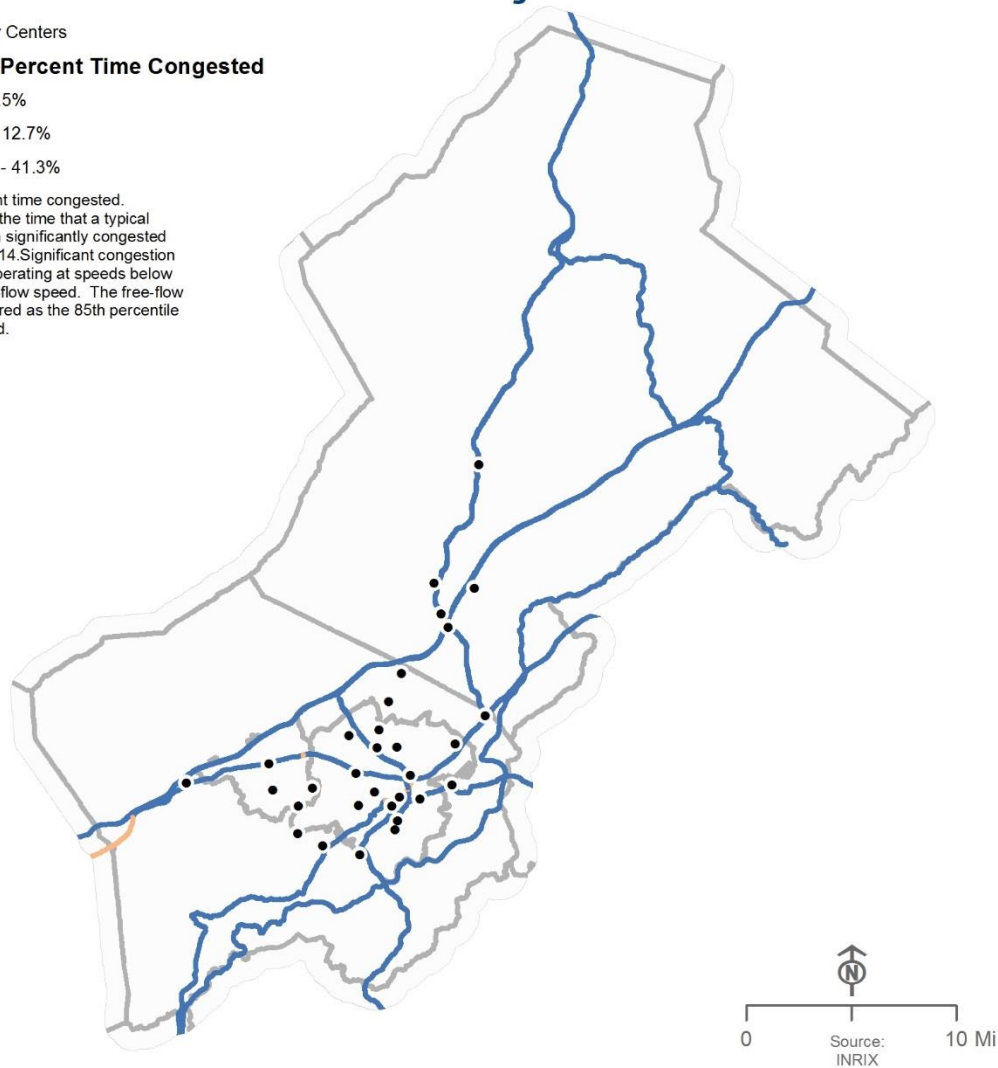 Centers
Percent Time Congested
5%
12.7%
- 41.3%
time congested.
the time that a typical
significantly congested
14.Significant congestion
perating at speeds below
flow speed. The free-flow
red as the 85th percentile
d.
N
0 10 Mi
Source:
INRIX